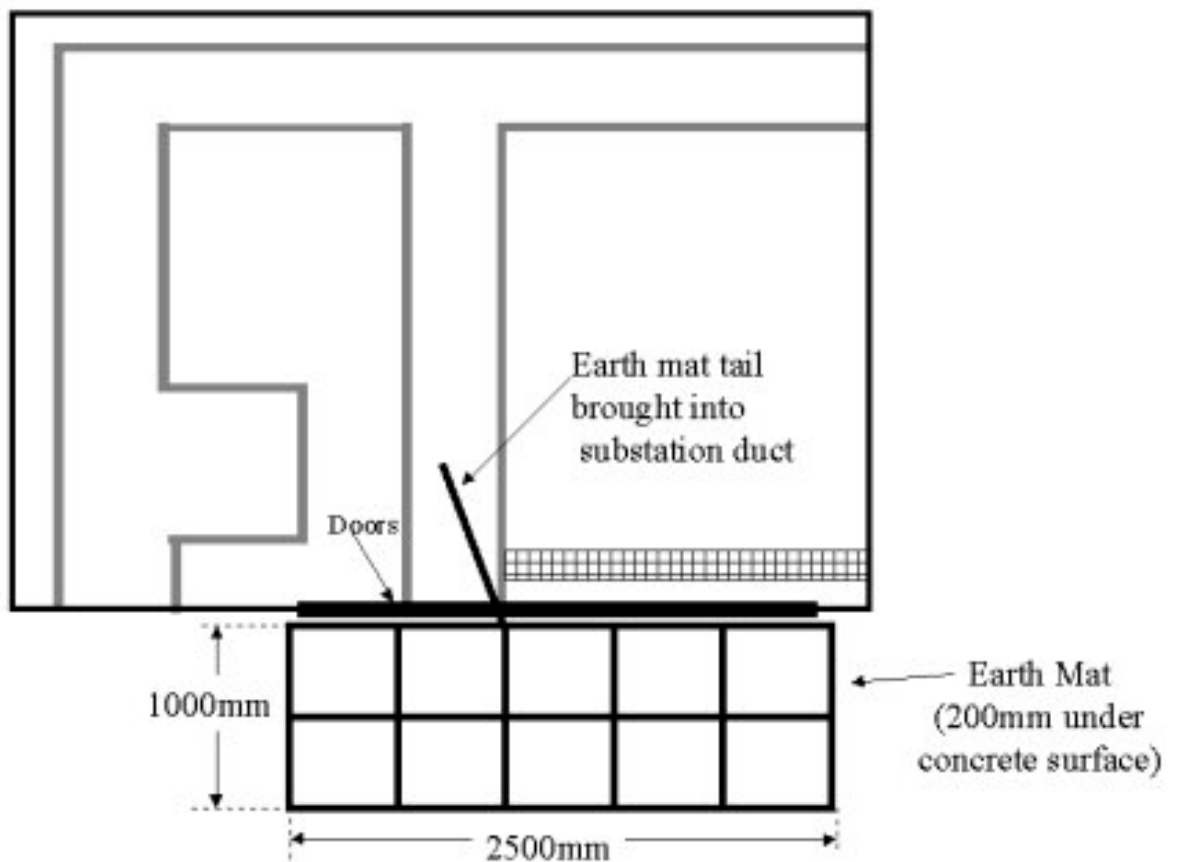 Earth mat tail
brought into
substation duct
Doors
1000mm
Earth Mat
(200mm under
concrete surface)
2500mm